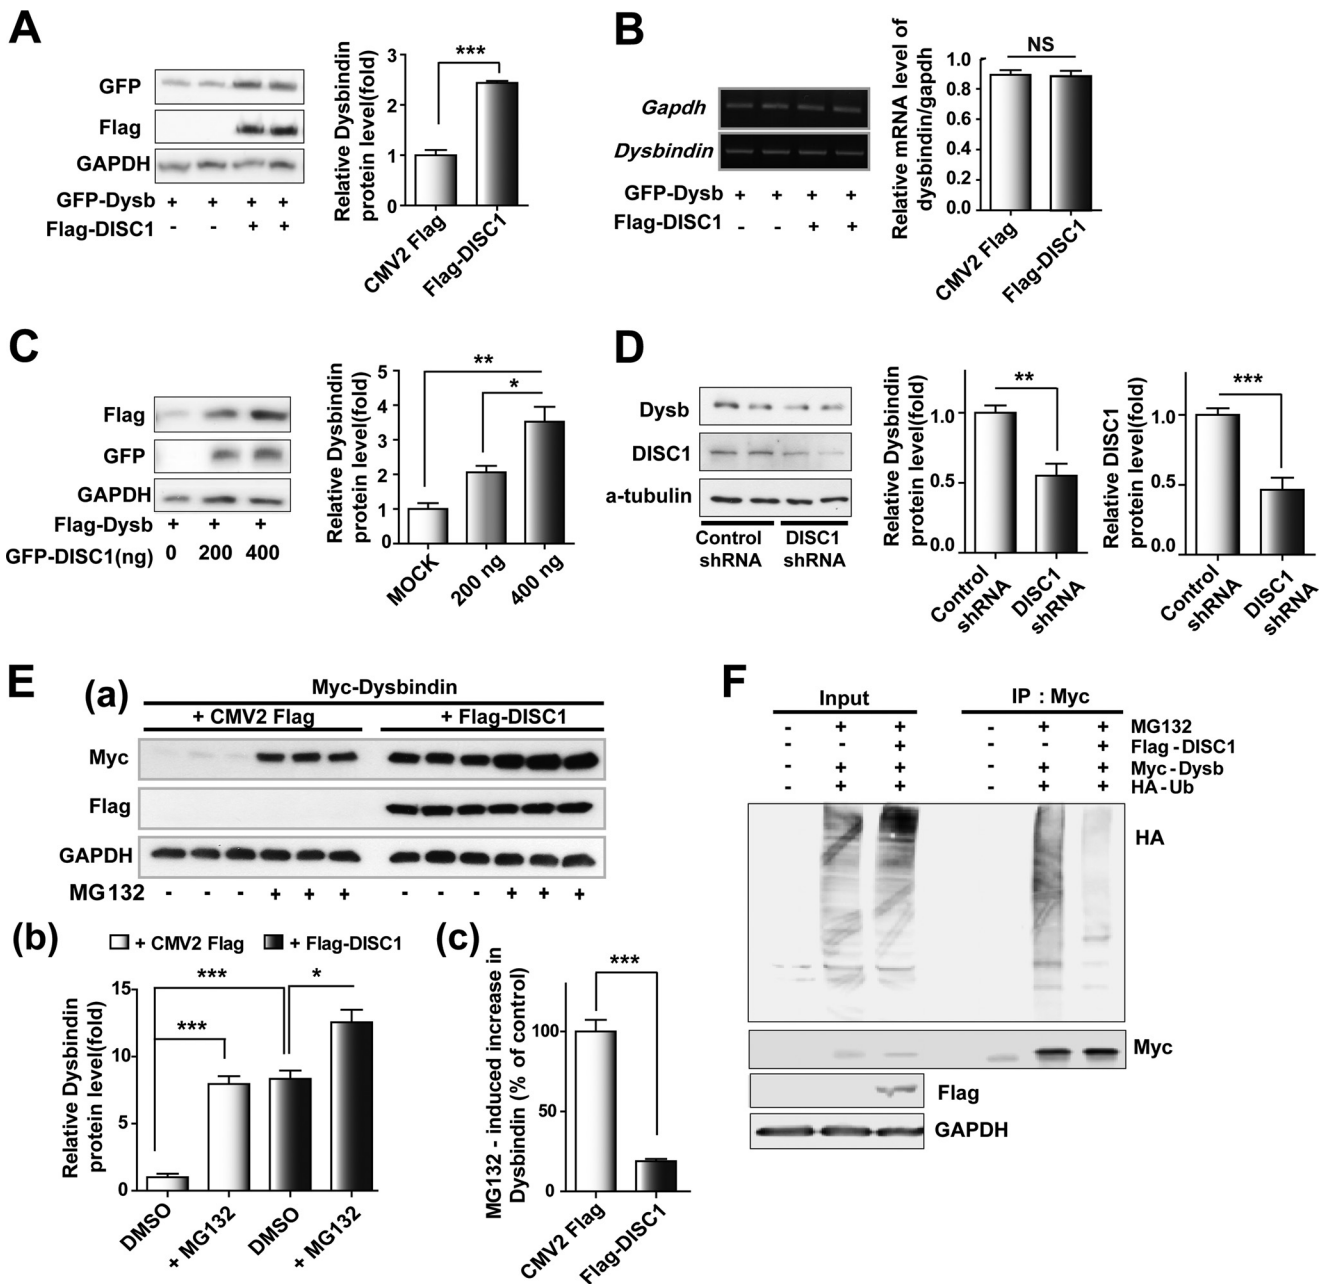 A
GFP
Flag
GAPDH
GFP-Dysb + + + +
Flag-DISC1 - - + +
Relative Dysbindin
protein level(fold)
3
2
1
0
***
CMV2 Flag
Flag-DISC1
B
Gapdh
Dysbindin
GFP-Dysb + + + +
Flag-DISC1 - - + +
Relative mRNA level of
dysbindin/gapdh
1.0
0.8
0.6
0.4
0.2
0.0
NS
CMV2 Flag
Flag-DISC1
C
Flag
GFP
GAPDH
Flag-Dysb + + +
GFP-DISC1(ng) 0 200 400
Relative Dysbindin
protein level(fold)
5
4
3
2
1
0
**
*
MOCK
200 ng
400 ng
D
Dysb
DISC1
a-tubulin
Control
shRNA
DISC1
shRNA
Relative Dysbindin
protein level(fold)
1.0
0.5
0.0
**
Control
shRNA
DISC1
shRNA
Relative DISC1
protein level(fold)
1.0
0.5
0.0
***
Control
shRNA
DISC1
shRNA
E
(a)
Myc-Dysbindin
+ CMV2 Flag
+ Flag-DISC1
Myc
Flag
GAPDH
MG132 - - - + + + - - - + + +
(b)
+ CMV2 Flag
+ Flag-DISC1
Relative Dysbindin
protein level(fold)
15
10
5
0
***
***
*
DMSO
+ MG132
DMSO
+ MG132
(c)
MG132 - induced increase in
Dysbindin (% of control)
100
50
0
***
CMV2 Flag
Flag-DISC1
F
Input
IP : Myc
- + + - + + MG132
- - + - - + Flag-DISC1
- + + - + + Myc-Dysb
- + + - + + HA-Ub
HA
Myc
Flag
GAPDH